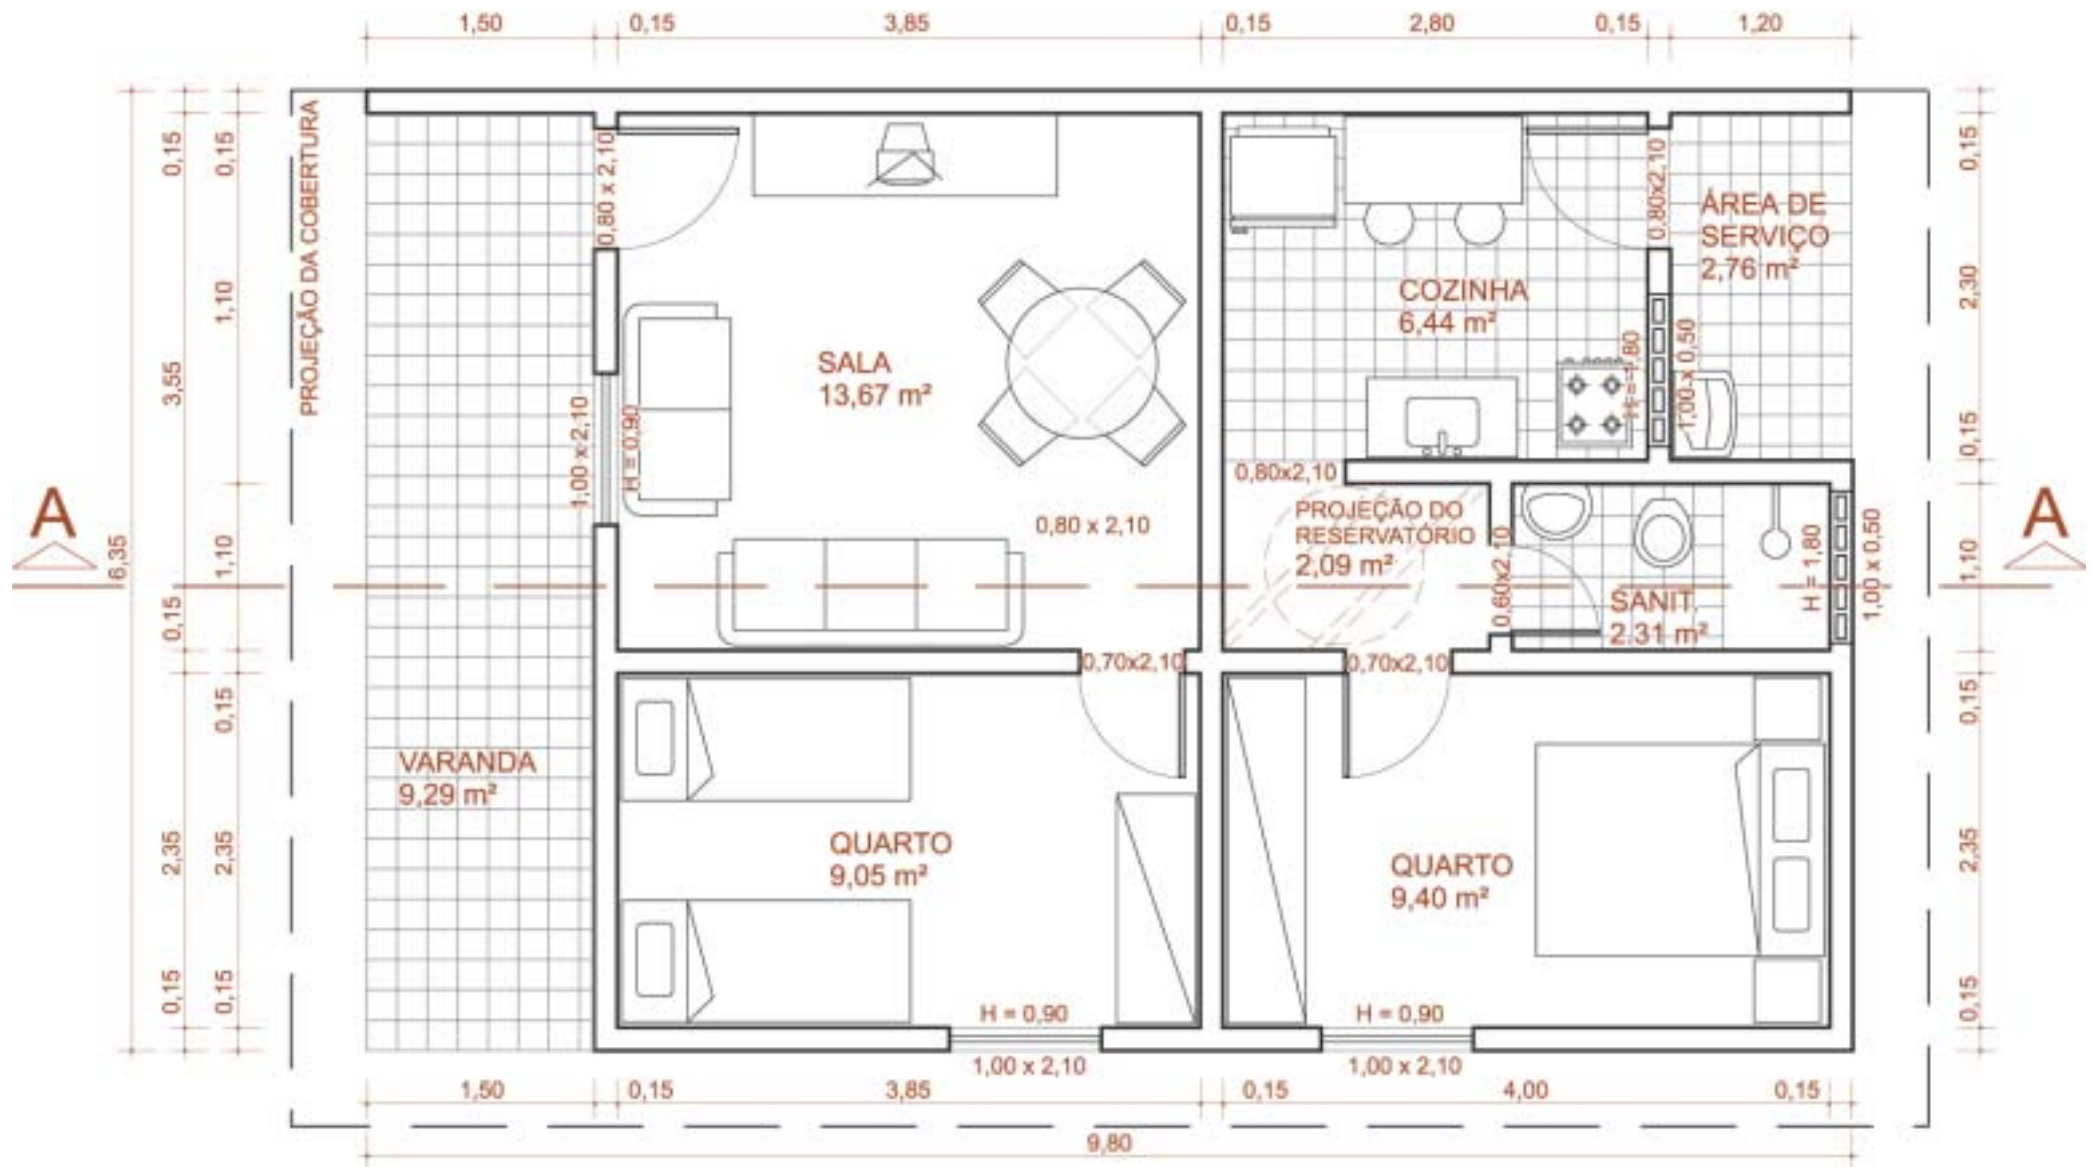 1,50
0,15
3,85
0,15
2,80
0,15
1,20
PROJEÇÃO DA COBERTURA
0,15
0,15
0,80 x 2,10
0,80x2,10
0,15
ÁREA DE
SERVIÇO
2,76 m²
COZINHA
6,44 m²
1,10
2,30
SALA
13,67 m²
3,55
H = 0,90
1,00 x 2,10
H = 1,80
1,00 x 0,50
0,15
0,80x2,10
A
PROJEÇÃO DO
RESERVATÓRIO
2,09 m²
0,80 x 2,10
A
6,35
1,10
0,60x2,10
H = 1,80
1,00 x 0,50
1,10
SANIT.
2.31 m²
0,15
0,70x2,10
0,70x2,10
0,15
0,15
VARANDA
9,29 m²
QUARTO
9,05 m²
QUARTO
9,40 m²
2,35
2,35
2,35
0,15
0,15
0,15
H = 0,90
H = 0,90
1,00 x 2,10
1,00 x 2,10
1,50
0,15
3,85
0,15
4,00
0,15
9,80